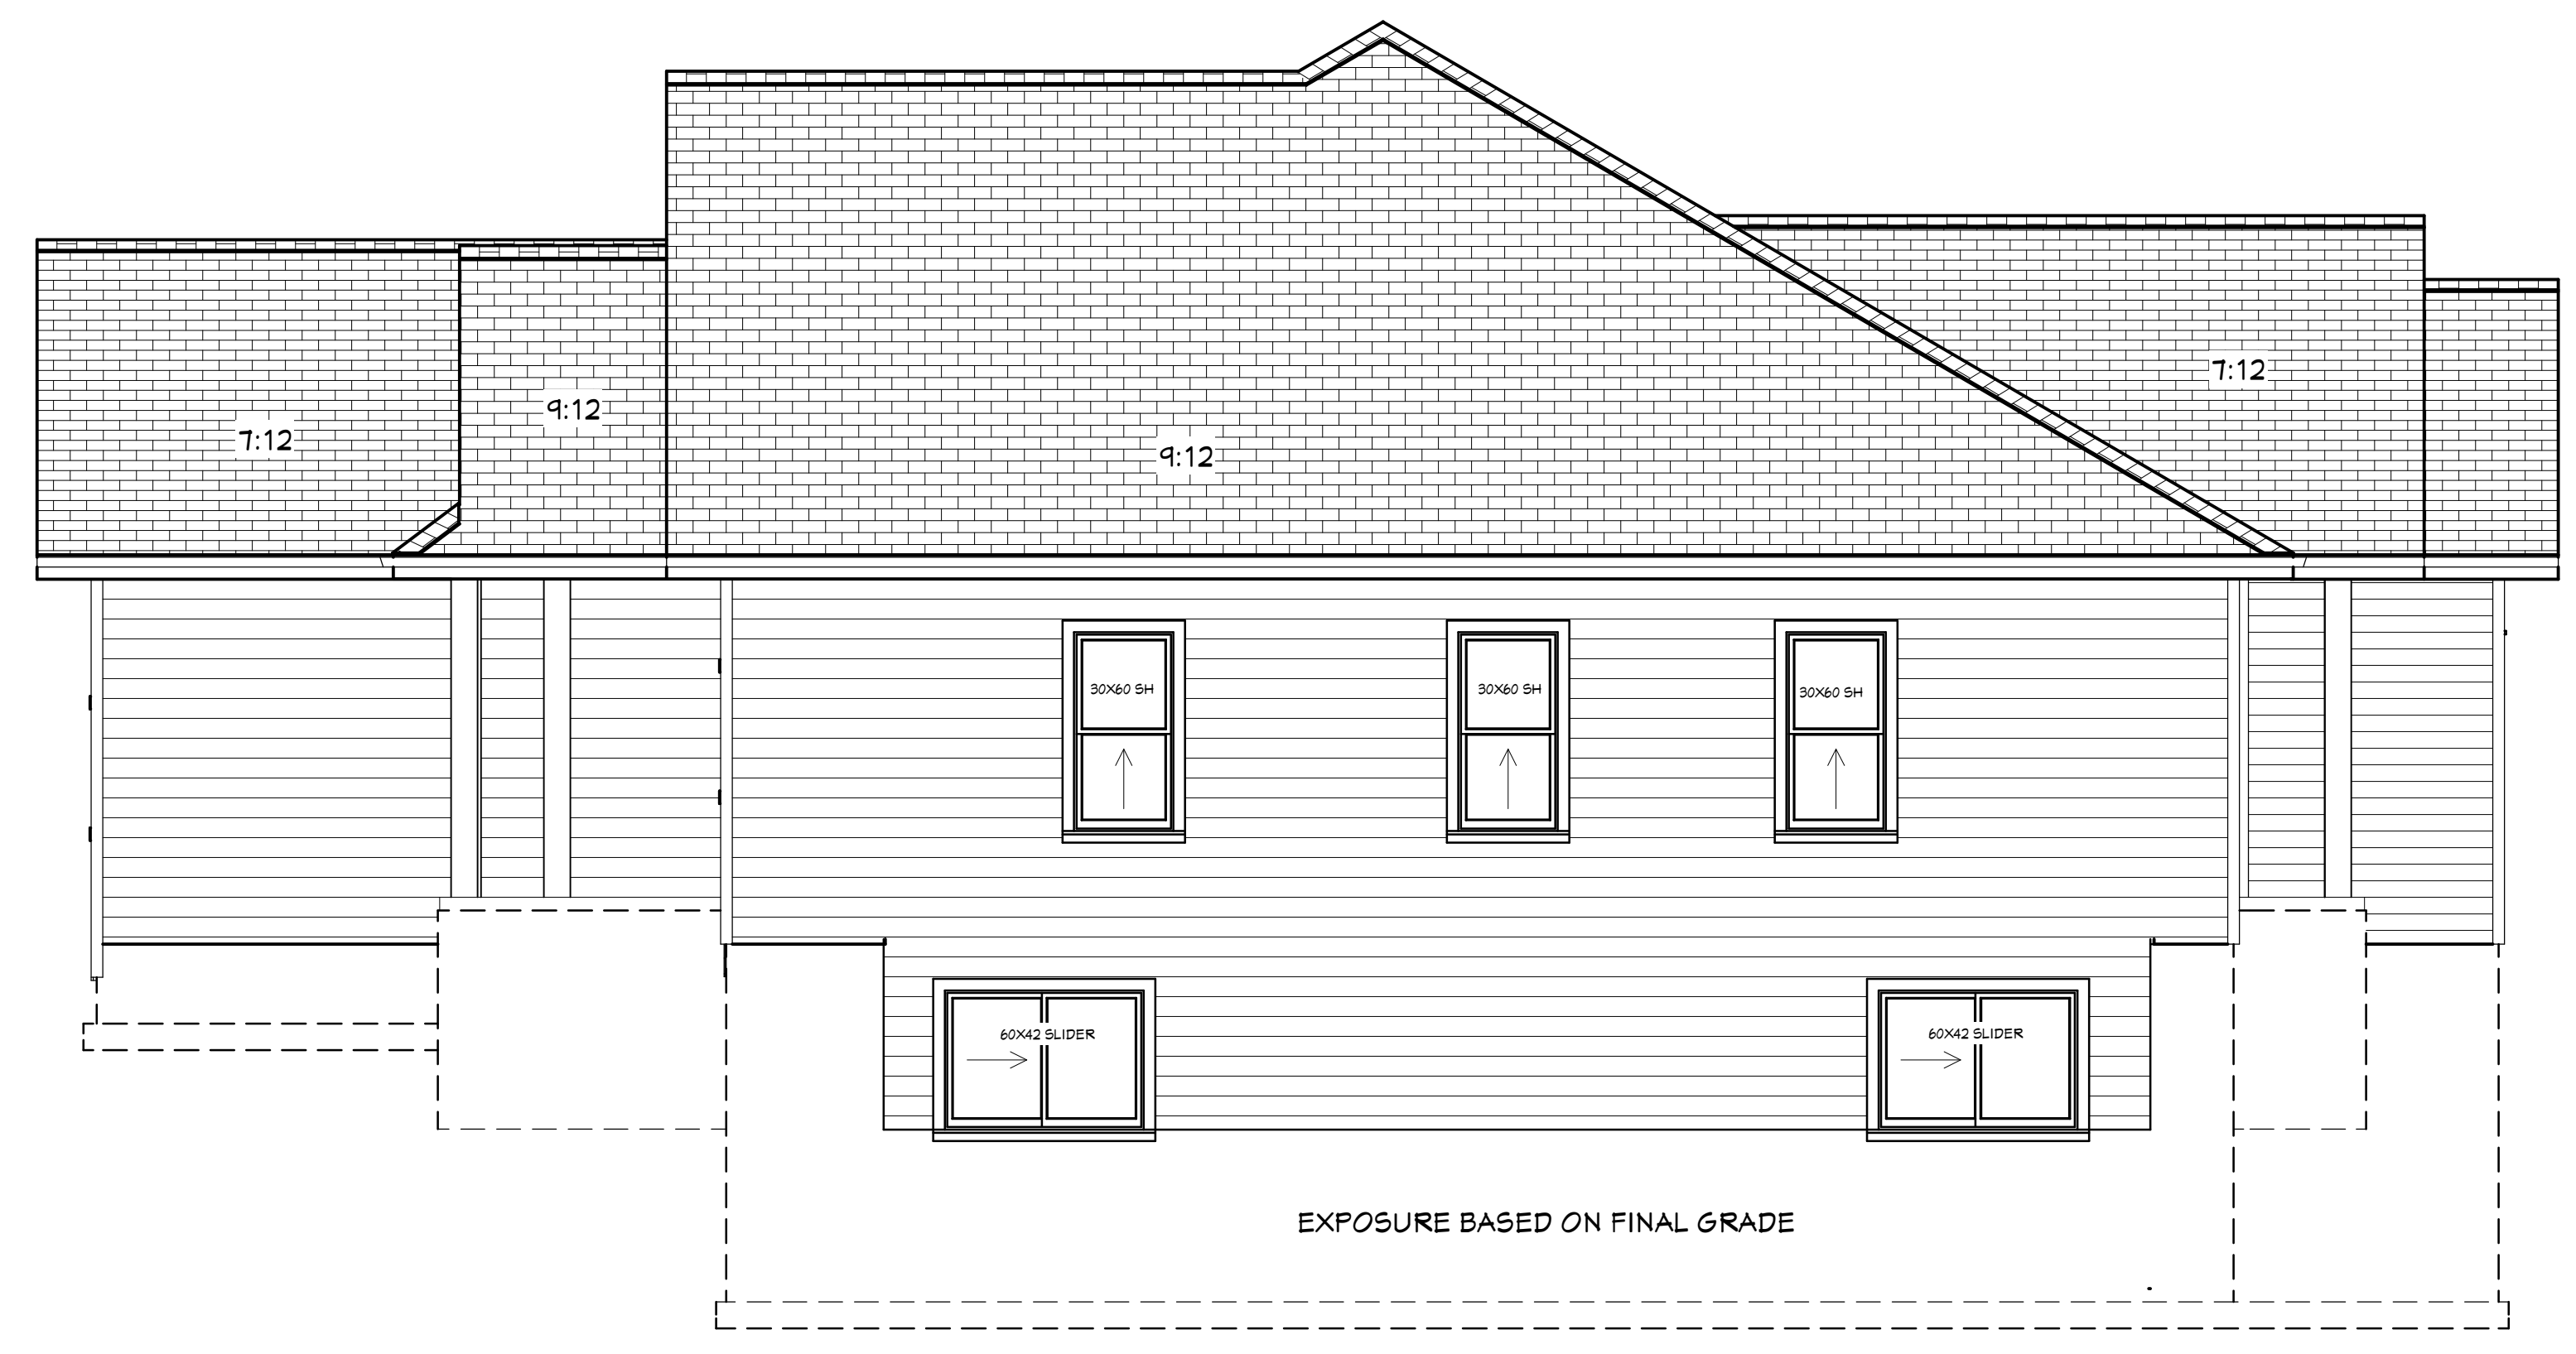 7:12
9:12
9:12
7:12
30X60 SH
30X60 SH
30X60 SH
60X42 SLIDER
60X42 SLIDER
EXPOSURE BASED ON FINAL GRADE